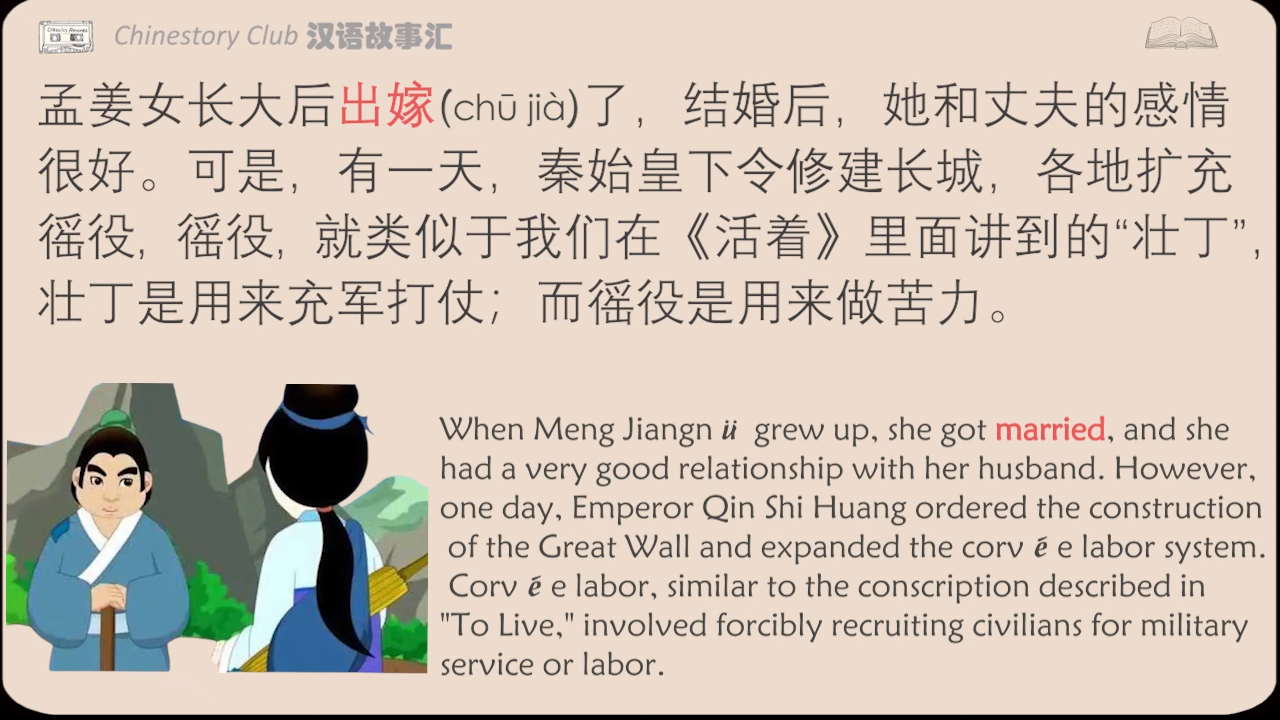 Chinestory Club 汉语故事汇
孟姜女长大后出嫁(chū jià)了，结婚后，她和丈夫的感情
很好。可是，有一天，秦始皇下令修建长城，各地扩充
徭役，徭役，就类似于我们在《活着》里面讲到的“壮丁”，
壮丁是用来充军打仗；而徭役是用来做苦力。
When Meng Jiangn ü grew up, she got married, and she
had a very good relationship with her husband. However,
one day, Emperor Qin Shi Huang ordered the construction
of the Great Wall and expanded the corv é e labor system.
Corv é e labor, similar to the conscription described in
"To Live," involved forcibly recruiting civilians for military
service or labor.